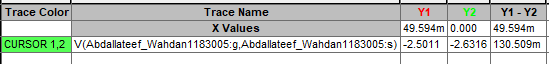 Trace Color Trace Name Y1 Y2 Y1 - Y2
X Values 49.594m 0.000 49.594m
CURSOR 1,2 V(Abdallateef_Wahdan1183005:g,Abdallateef_Wahdan1183005:s) -2.5011 -2.6316 130.509m